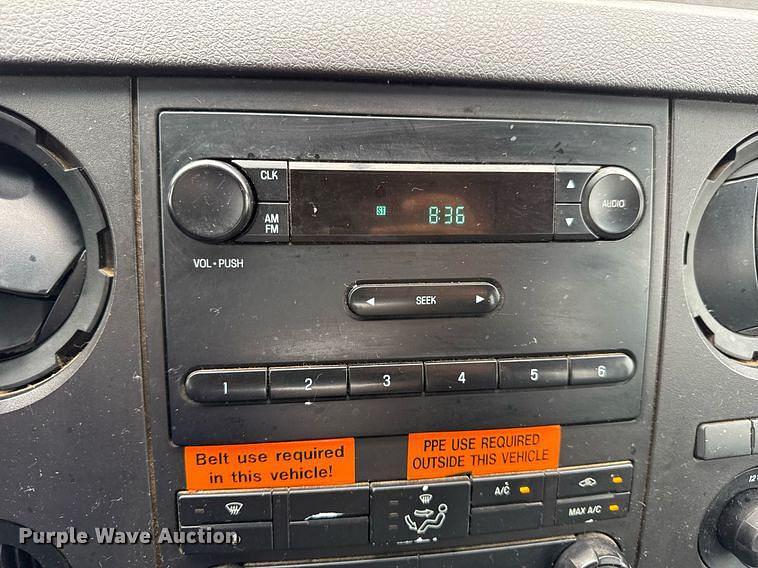 CLK
AM
FM
ST
8:36
AUDIO
VOL • PUSH
SEEK
1 2 3 4 5 6
Belt use required
in this vehicle!
PPE USE REQUIRED
OUTSIDE THIS VEHICLE
A/C
MAX A/C
Purple Wave Auction